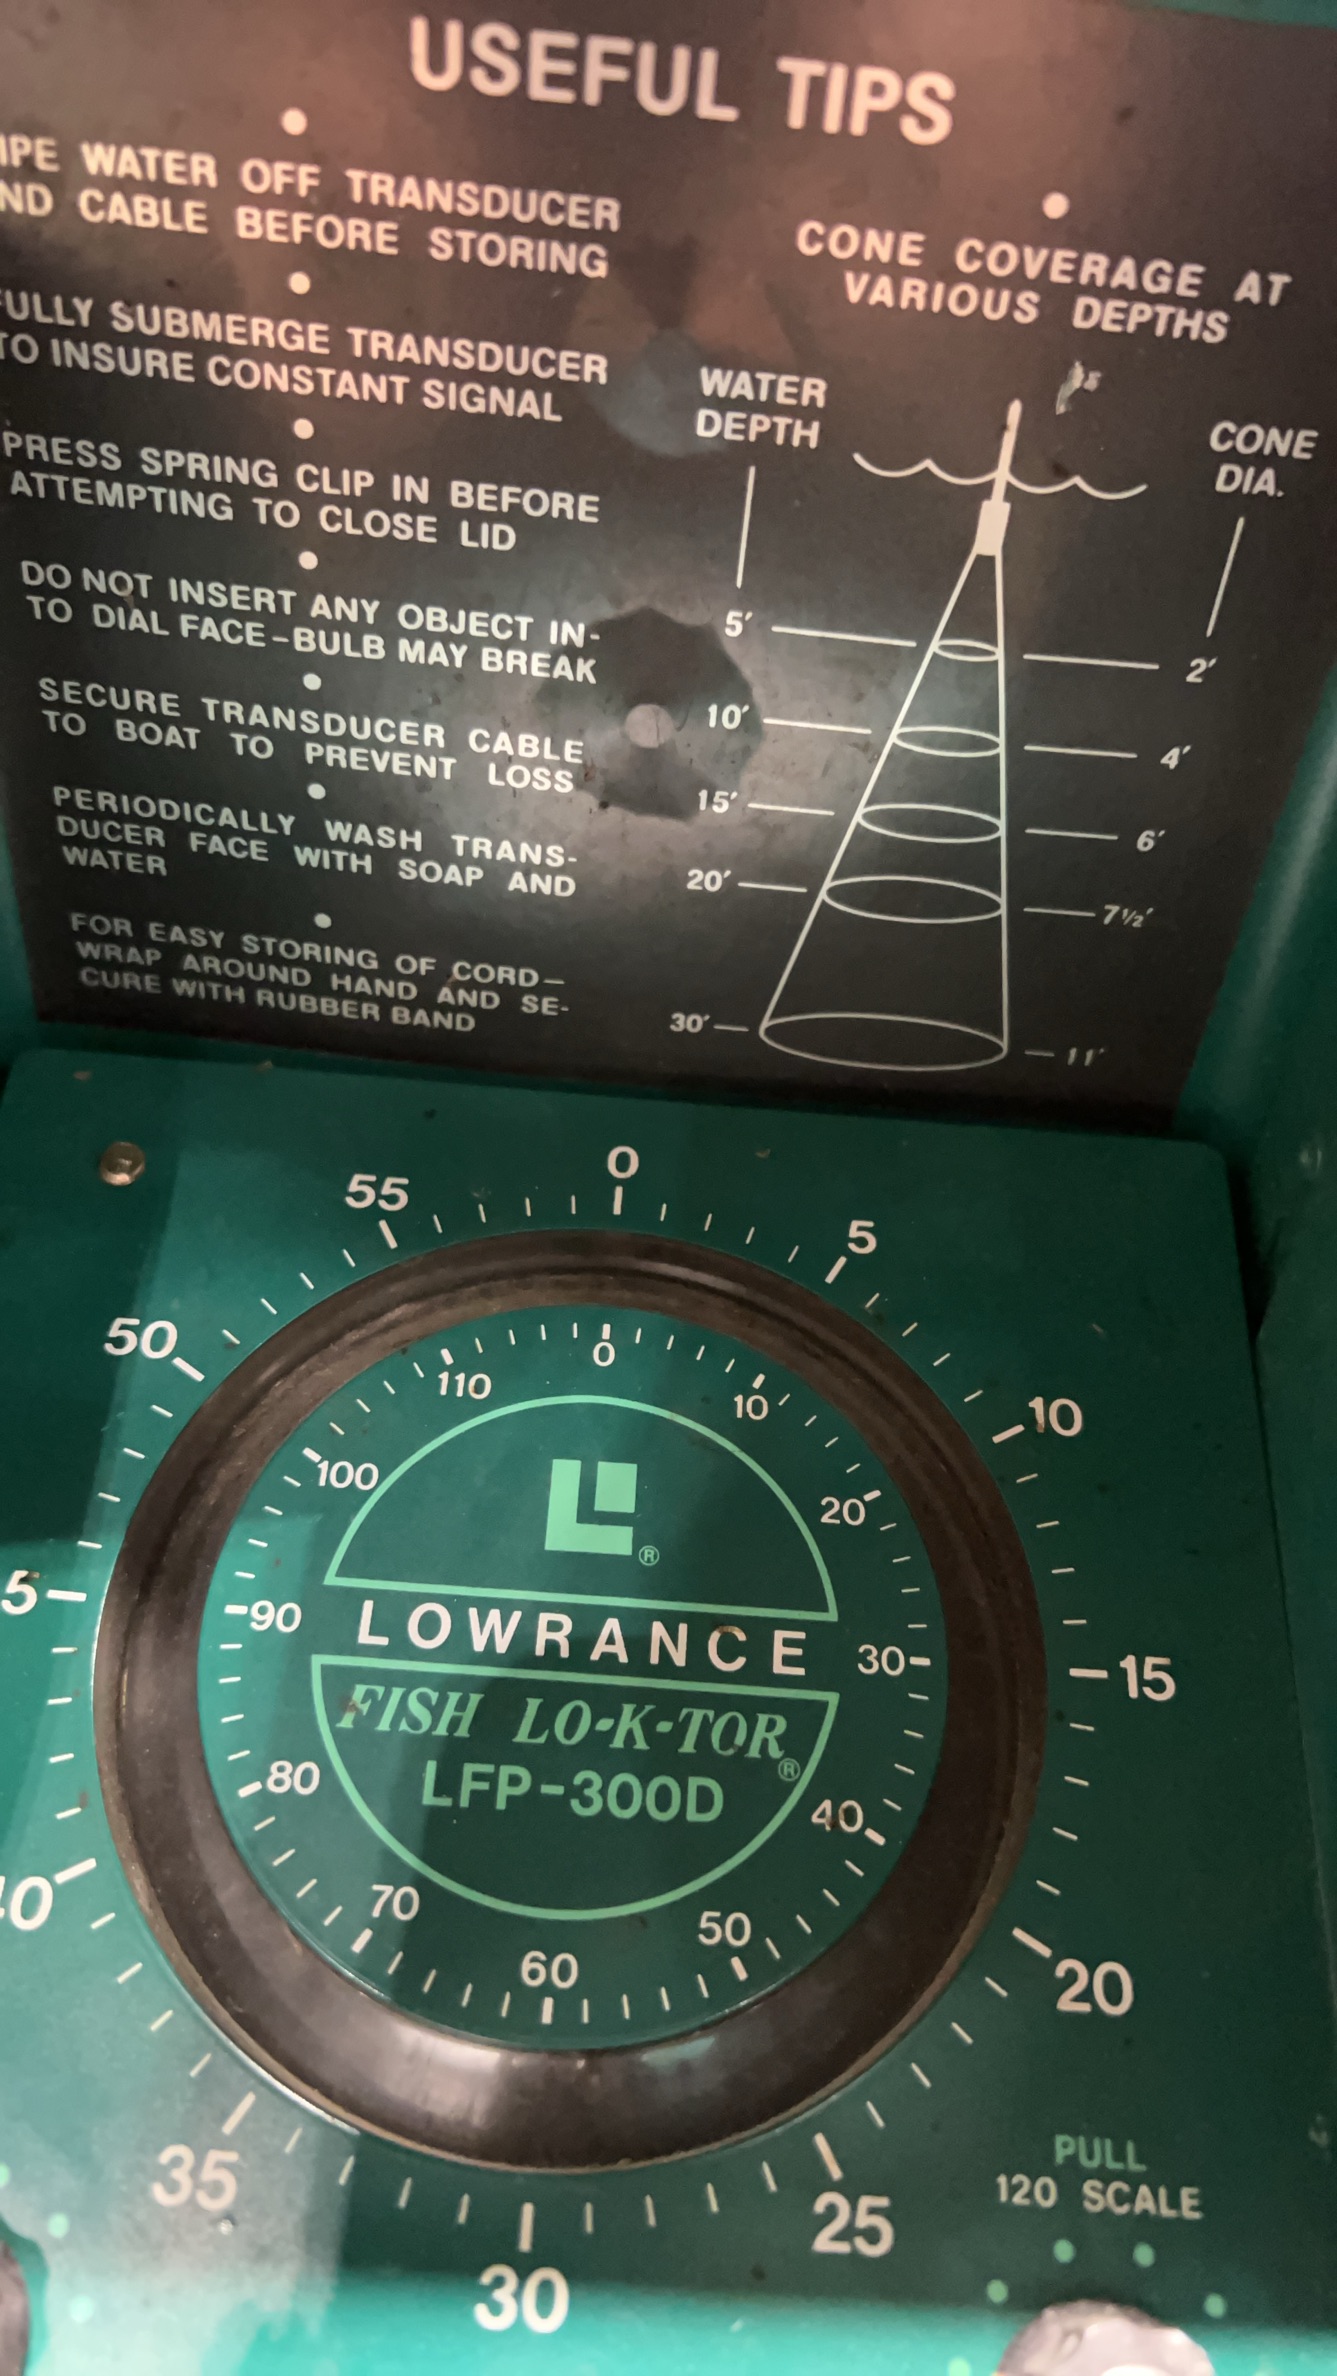 USEFUL TIPS
IPE WATER OFF TRANSDUCER
ND CABLE BEFORE STORING
ULLY SUBMERGE TRANSDUCER
TO INSURE CONSTANT SIGNAL
PRESS SPRING CLIP IN BEFORE
ATTEMPTING TO CLOSE LID
DO NOT INSERT ANY OBJECT IN-
TO DIAL FACE-BULB MAY BREAK
SECURE TRANSDUCER CABLE
TO BOAT TO PREVENT LOSS
PERIODICALLY WASH TRANS-
DUCER FACE WITH SOAP AND
WATER
FOR EASY STORING OF CORD—
WRAP AROUND HAND AND SE-
CURE WITH RUBBER BAND
CONE COVERAGE AT
VARIOUS DEPTHS
WATER
DEPTH
CONE
DIA.
5' 2'
10' 4'
15' 6'
20' 7½'
30' 11'
0
5
10
15
20
25
30
35
40
5
50
55
0
10
20
30
40
50
60
70
80
90
100
110
L®
LOWRANCE
FISH LO-K-TOR®
LFP-300D
PULL
120 SCALE